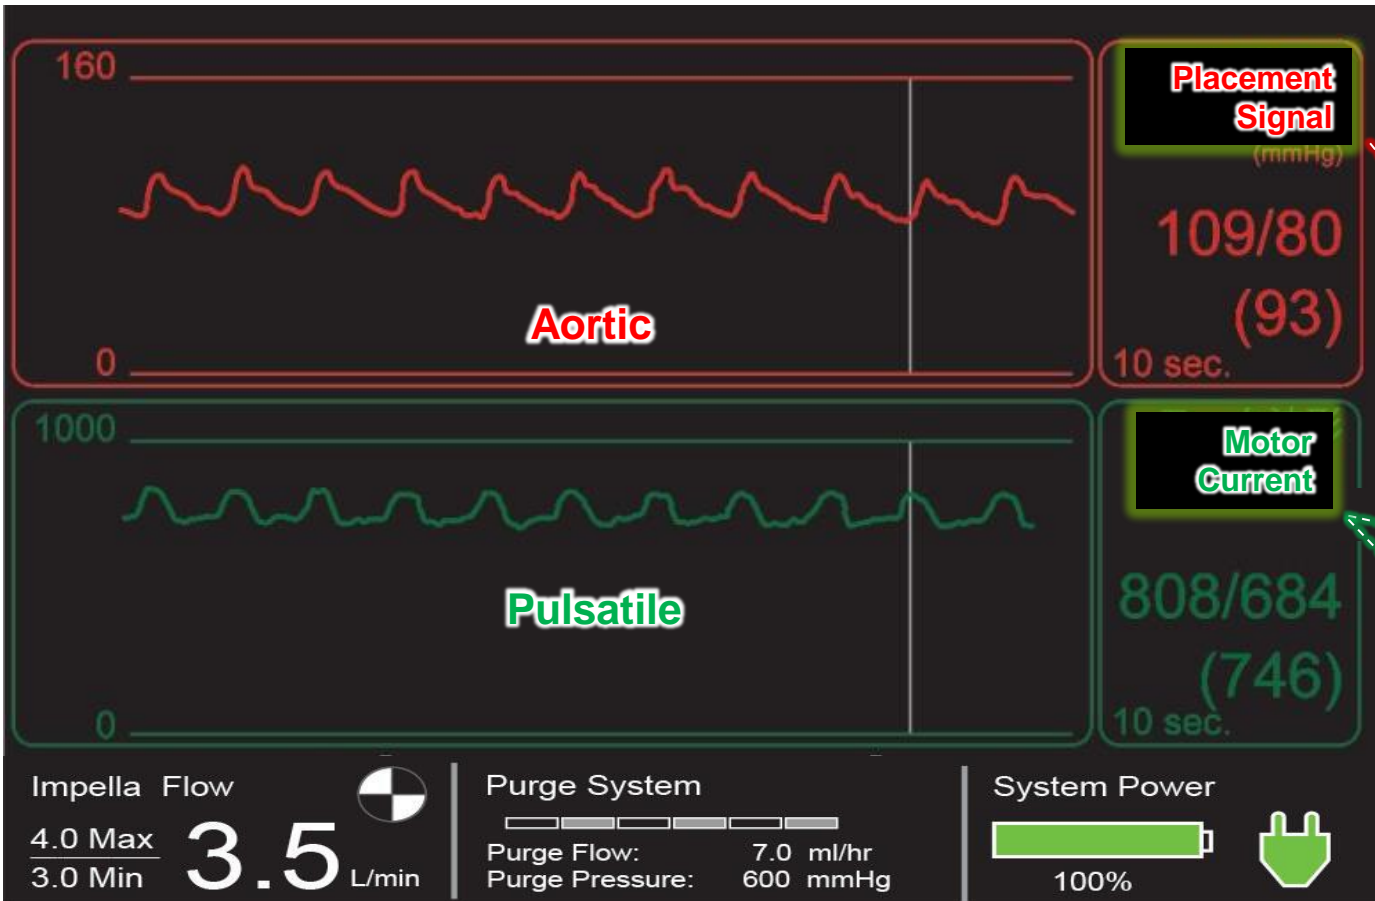 160
Placement
Signal
(mmHg)
109/80
(93)
Aortic
0
10 sec.
1000
Motor
Current
808/684
(746)
Pulsatile
0
10 sec.
Impella Flow
4.0 Max
3.0 Min
3.5 L/min
Purge System
Purge Flow: 7.0 ml/hr
Purge Pressure: 600 mmHg
System Power
100%